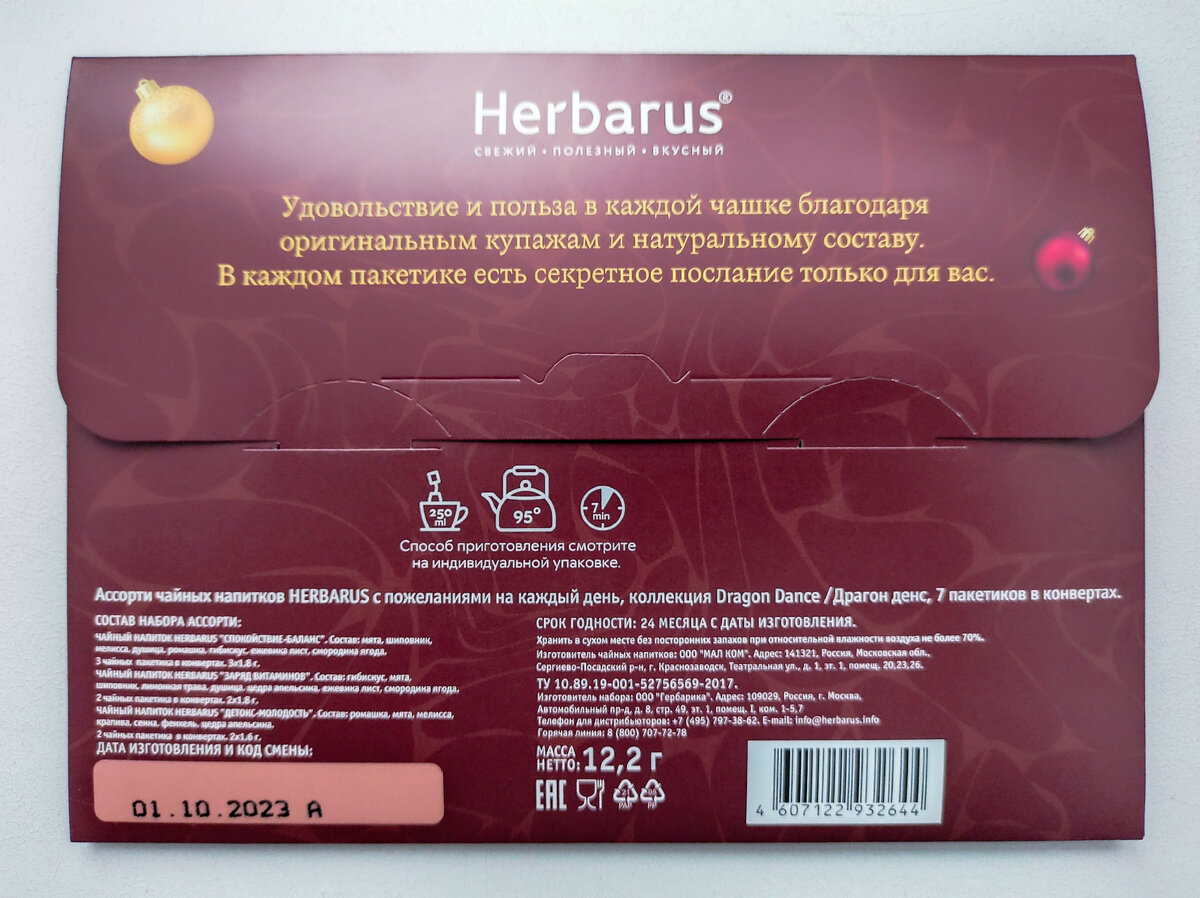 Herbarus®
СВЕЖИЙ • ПОЛЕЗНЫЙ • ВКУСНЫЙ
Удовольствие и польза в каждой чашке благодаря
оригинальным купажам и натуральному составу.
В каждом пакетике есть секретное послание только для вас.
250 ml
95°
7 min
Способ приготовления смотрите
на индивидуальной упаковке.
Ассорти чайных напитков HERBARUS с пожеланиями на каждый день, коллекция Dragon Dance /Драгон денс, 7 пакетиков в конвертах.
СОСТАВ НАБОРА АССОРТИ:
ЧАЙНЫЙ НАПИТОК HERBARUS "СПОКОЙСТВИЕ-БАЛАНС". Состав: мята, шиповник,
мелисса, душица, ромашка, гибискус, ежевика лист, смородина ягода.
3 чайных пакетика в конвертах. 3х1.8 г.
ЧАЙНЫЙ НАПИТОК HERBARUS "ЗАРЯД ВИТАМИНОВ". Состав: гибискус, мята,
шиповник, лимонная трава, душица, цедра апельсина, ежевика лист, смородина ягода.
2 чайных пакетика в конвертах. 2х1.8 г.
ЧАЙНЫЙ НАПИТОК HERBARUS "ДЕТОКС-МОЛОДОСТЬ". Состав: ромашка, мята, мелисса,
крапива, сенна, фенхель, цедра апельсина.
2 чайных пакетика в конвертах. 2х1.6 г.
ДАТА ИЗГОТОВЛЕНИЯ И КОД СМЕНЫ:
01.10.2023 А
СРОК ГОДНОСТИ: 24 МЕСЯЦА С ДАТЫ ИЗГОТОВЛЕНИЯ.
Хранить в сухом месте без посторонних запахов при относительной влажности воздуха не более 70%.
Изготовитель чайных напитков: ООО "МАЛ КОМ". Адрес: 141321, Россия, Московская обл.,
Сергиево-Посадский р-н, г. Краснозаводск, Театральная ул., д. 1, эт. 1, помещ. 20,23,26.
ТУ 10.89.19-001-52756569-2017.
Изготовитель набора: ООО "Гербарика". Адрес: 109029, Россия, г. Москва,
Автомобильный пр-д, д. 8, стр. 49, эт. 1, помещ. I, ком. 1-5,7
Телефон для дистрибьюторов: +7 (495) 797-38-62. E-mail: info@herbarus.info
Горячая линия: 8 (800) 707-72-78
МАССА
НЕТТО: 12,2 г
EAC
21 PAP
05 PP
4 607122 932644